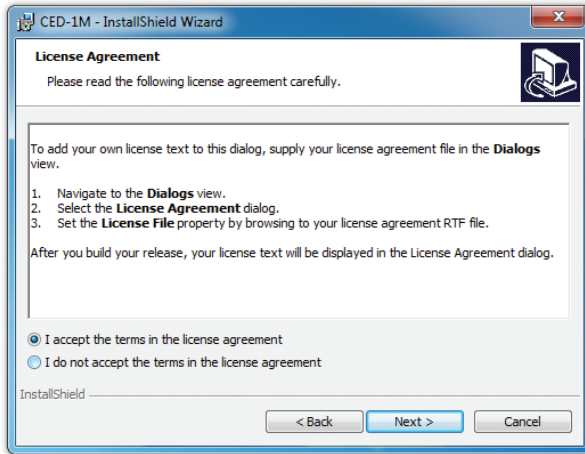 CED-1M - InstallShield Wizard
License Agreement
Please read the following license agreement carefully.
To add your own license text to this dialog, supply your license agreement file in the Dialogs
view.
1. Navigate to the Dialogs view.
2. Select the License Agreement dialog.
3. Set the License File property by browsing to your license agreement RTF file.
After you build your release, your license text will be displayed in the License Agreement dialog.
I accept the terms in the license agreement
I do not accept the terms in the license agreement
InstallShield
< Back Next > Cancel